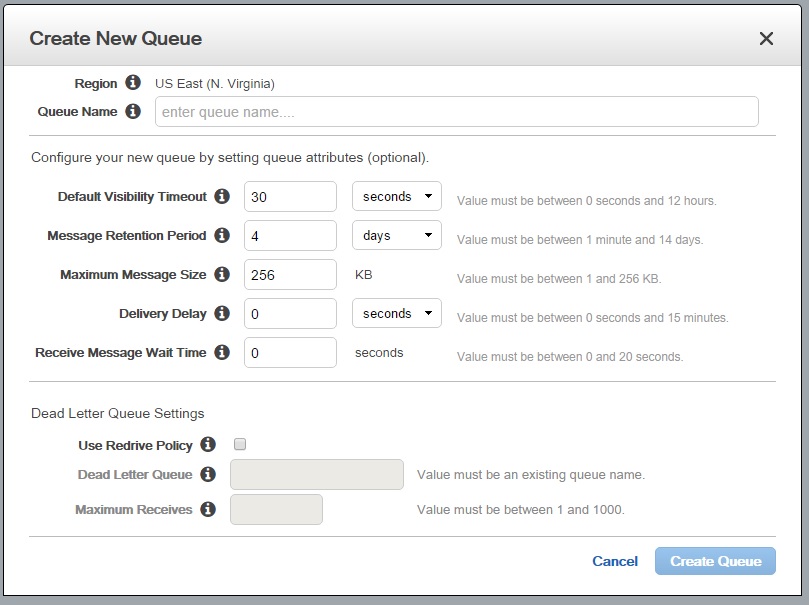 Create New Queue
Region US East (N. Virginia)
Queue Name enter queue name....
Configure your new queue by setting queue attributes (optional).
Default Visibility Timeout 30 seconds Value must be between 0 seconds and 12 hours.
Message Retention Period 4 days Value must be between 1 minute and 14 days.
Maximum Message Size 256 KB Value must be between 1 and 256 KB.
Delivery Delay 0 seconds Value must be between 0 seconds and 15 minutes.
Receive Message Wait Time 0 seconds Value must be between 0 and 20 seconds.
Dead Letter Queue Settings
Use Redrive Policy
Dead Letter Queue Value must be an existing queue name.
Maximum Receives Value must be between 1 and 1000.
Cancel Create Queue